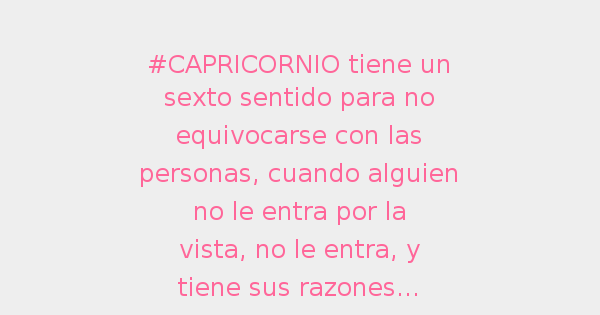 #CAPRICORNIO tiene un
sexto sentido para no
equivocarse con las
personas, cuando alguien
no le entra por la
vista, no le entra, y
tiene sus razones...